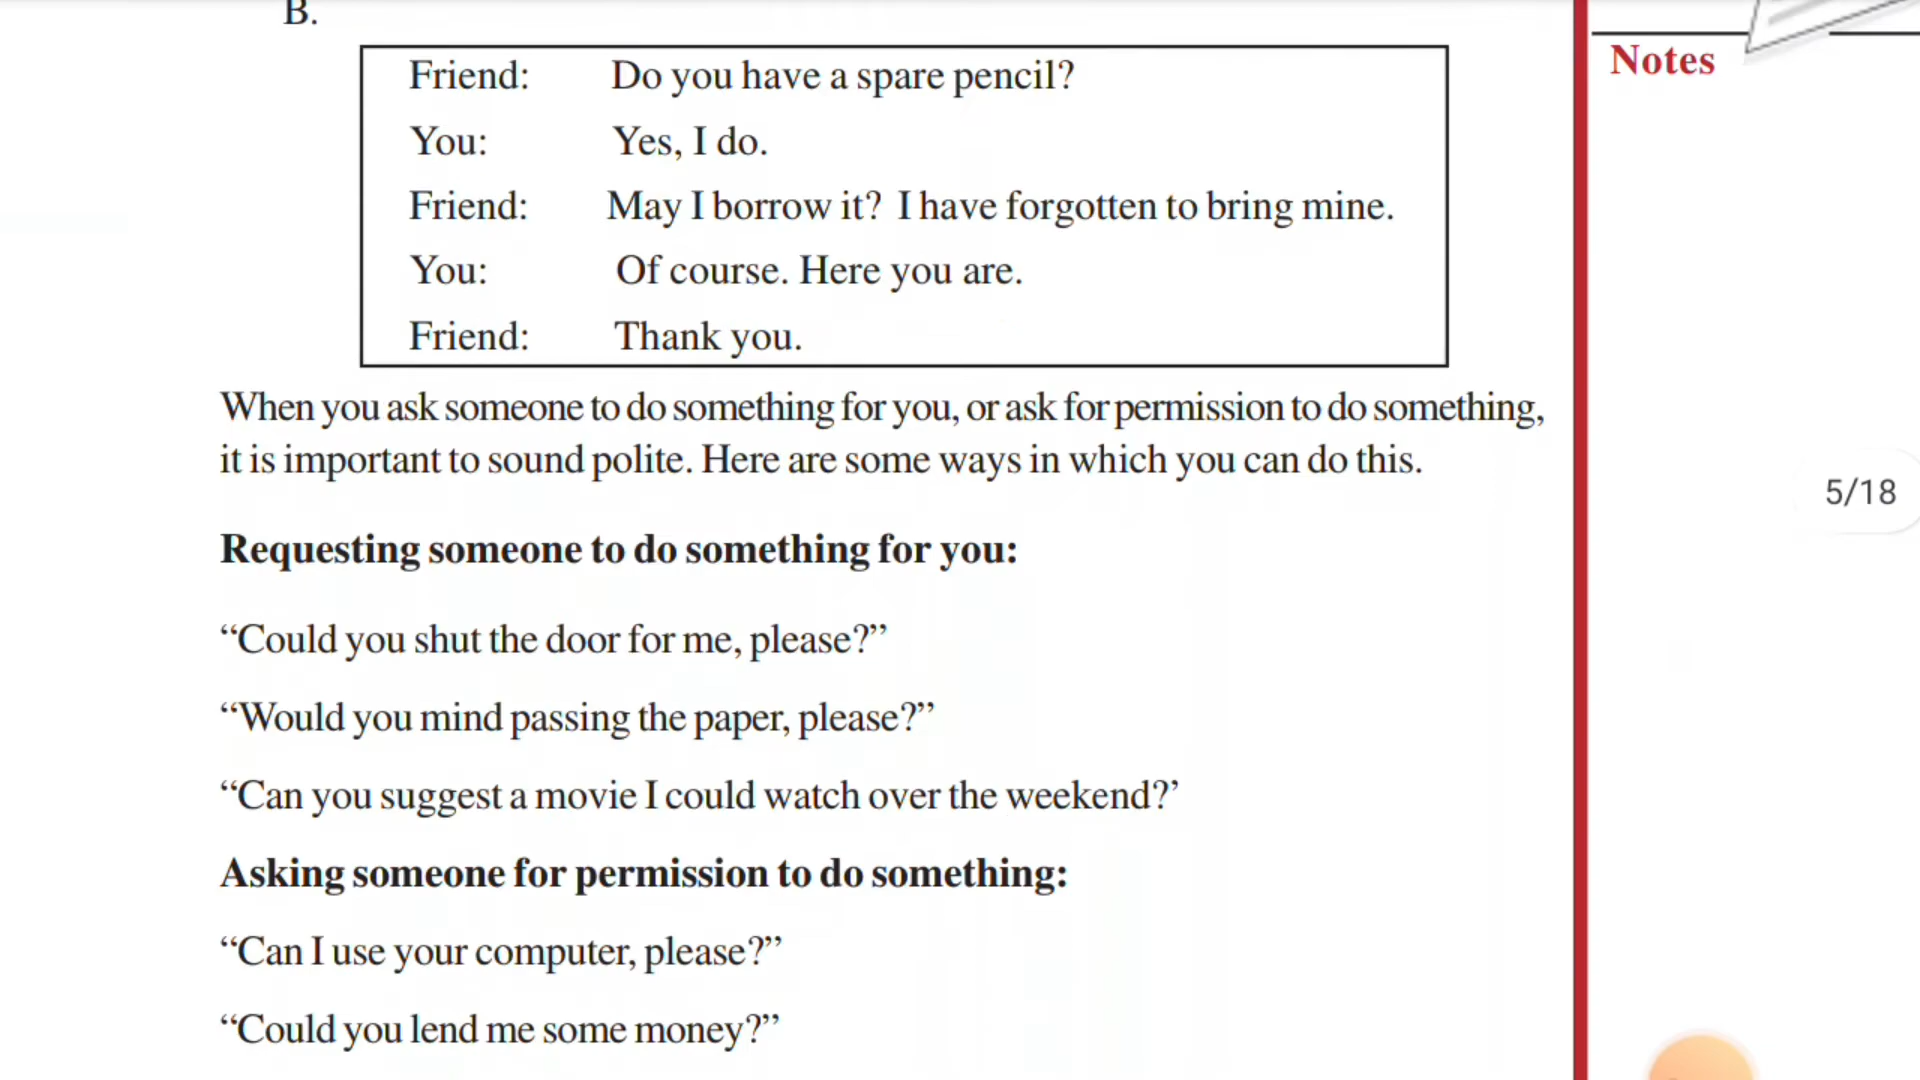 B.
Notes
Friend: Do you have a spare pencil?
You: Yes, I do.
Friend: May I borrow it? I have forgotten to bring mine.
You: Of course. Here you are.
Friend: Thank you.
When you ask someone to do something for you, or ask for permission to do something,
it is important to sound polite. Here are some ways in which you can do this.
5/18
Requesting someone to do something for you:
“Could you shut the door for me, please?”
“Would you mind passing the paper, please?”
“Can you suggest a movie I could watch over the weekend?’
Asking someone for permission to do something:
“Can I use your computer, please?”
“Could you lend me some money?”